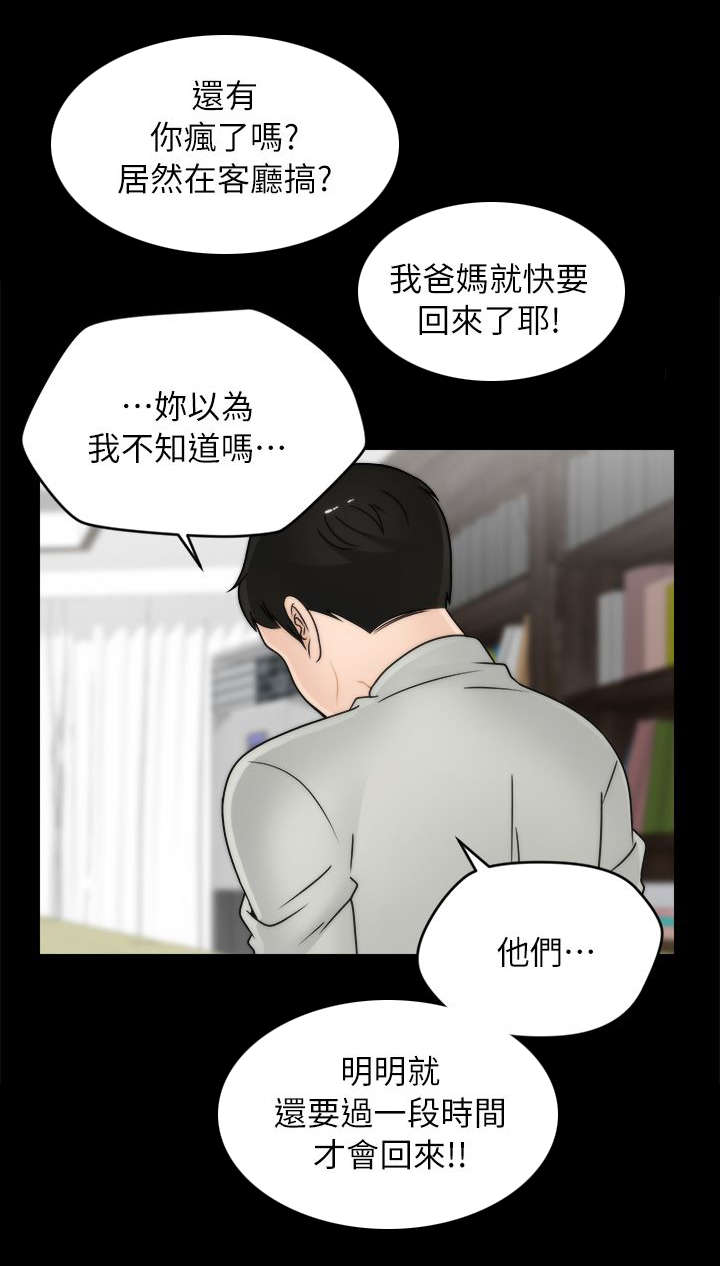 還有
你瘋了嗎?
居然在客廳搞?
我爸媽就快要
回來了耶!
…妳以為
我不知道嗎…
他們…
明明就
還要過一段時間
才會回來!!